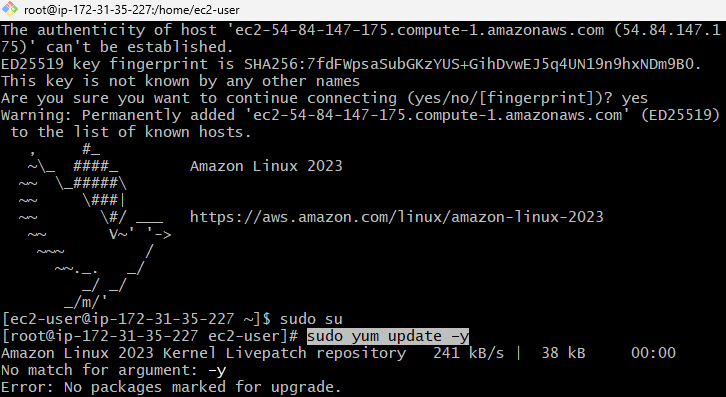 root@ip-172-31-35-227:/home/ec2-user
The authenticity of host 'ec2-54-84-147-175.compute-1.amazonaws.com (54.84.147.1
75)' can't be established.
ED25519 key fingerprint is SHA256:7fdFWpsaSubGKzYUS+GihDvwEJ5q4UN19n9hxNDm9B0.
This key is not known by any other names
Are you sure you want to continue connecting (yes/no/[fingerprint])? yes
Warning: Permanently added 'ec2-54-84-147-175.compute-1.amazonaws.com' (ED25519)
 to the list of known hosts.
   ,     #_
   ~\_  ####_        Amazon Linux 2023
  ~~  \_#####\
  ~~     \###|
  ~~       \#/ ___   https://aws.amazon.com/linux/amazon-linux-2023
   ~~       V~' '->
    ~~~         /
      ~~._.   _/
         _/ _/
       _/m/'
[ec2-user@ip-172-31-35-227 ~]$ sudo su
[root@ip-172-31-35-227 ec2-user]# sudo yum update –y
Amazon Linux 2023 Kernel Livepatch repository   241 kB/s |  38 kB     00:00
No match for argument: –y
Error: No packages marked for upgrade.